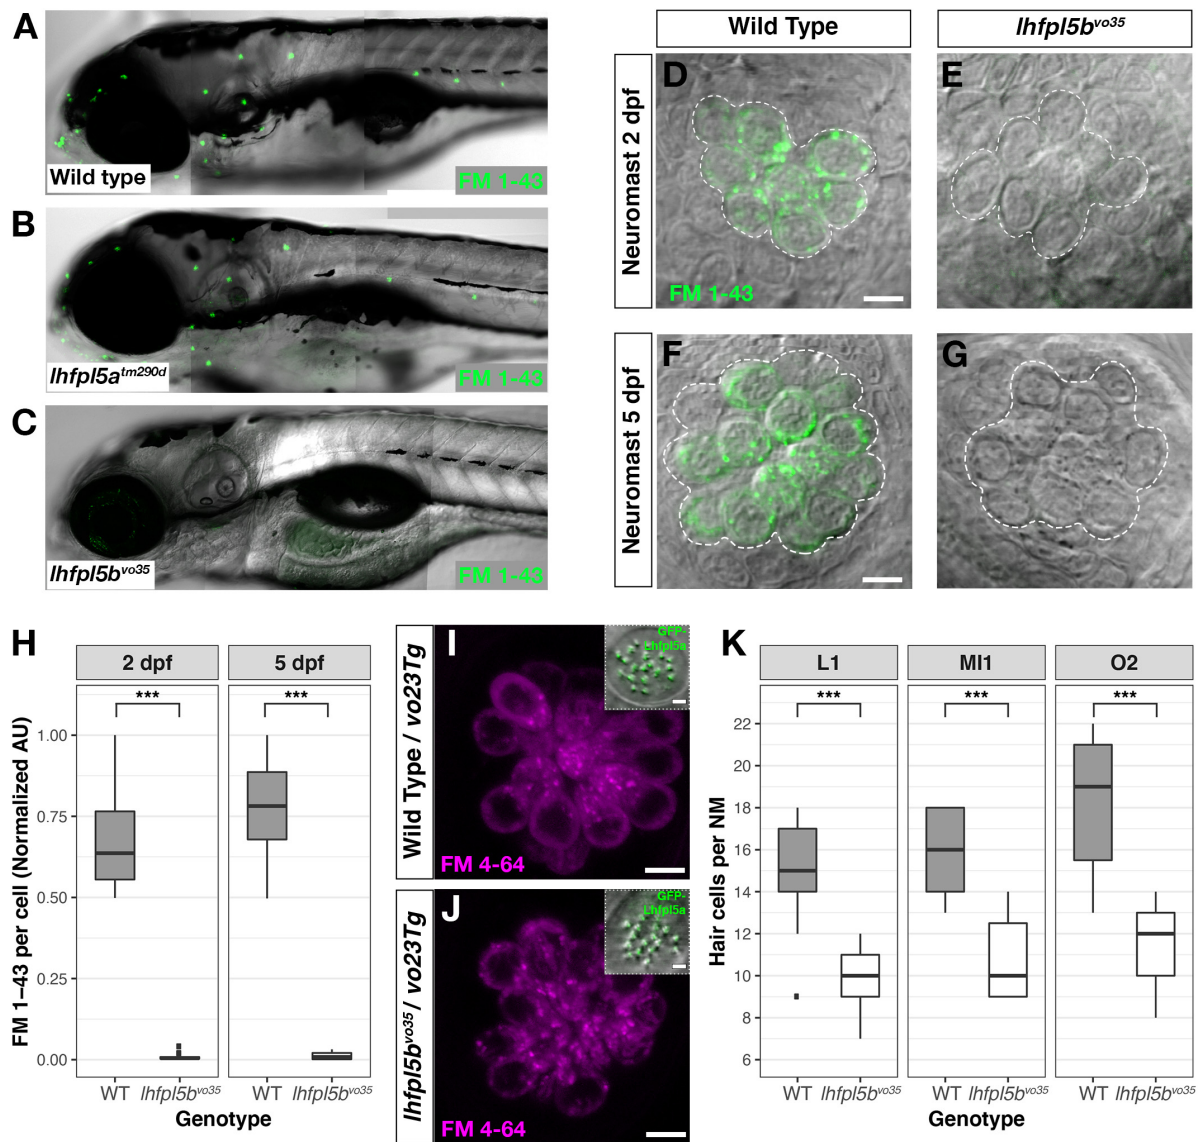 A
Wild type
FM 1-43
B
lhfpl5a^tm290d
FM 1-43
C
lhfpl5b^vo35
FM 1-43
Wild Type
lhfpl5b^vo35
Neuromast 2 dpf
D
FM 1-43
E
Neuromast 5 dpf
F
G
H
2 dpf
5 dpf
***
***
FM 1–43 per cell (Normalized AU)
1.00
0.75
0.50
0.25
0.00
WT
lhfpl5b^vo35
WT
lhfpl5b^vo35
Genotype
Wild Type / vo23Tg
I
GFP-
Lhfpl5a
FM 4-64
lhfpl5b^vo35 / vo23Tg
J
GFP-
Lhfpl5a
FM 4-64
K
L1
MI1
O2
***
***
***
Hair cells per NM
22
20
18
16
14
12
10
8
6
WT
lhfpl5b^vo35
WT
lhfpl5b^vo35
WT
lhfpl5b^vo35
Genotype